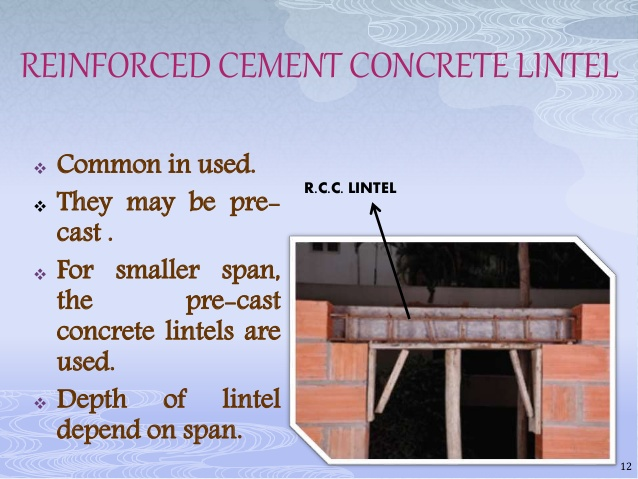 REINFORCED CEMENT CONCRETE LINTEL
Common in used.
They may be pre-
cast .
For smaller span,
the pre-cast
concrete lintels are
used.
Depth of lintel
depend on span.
R.C.C. LINTEL
12